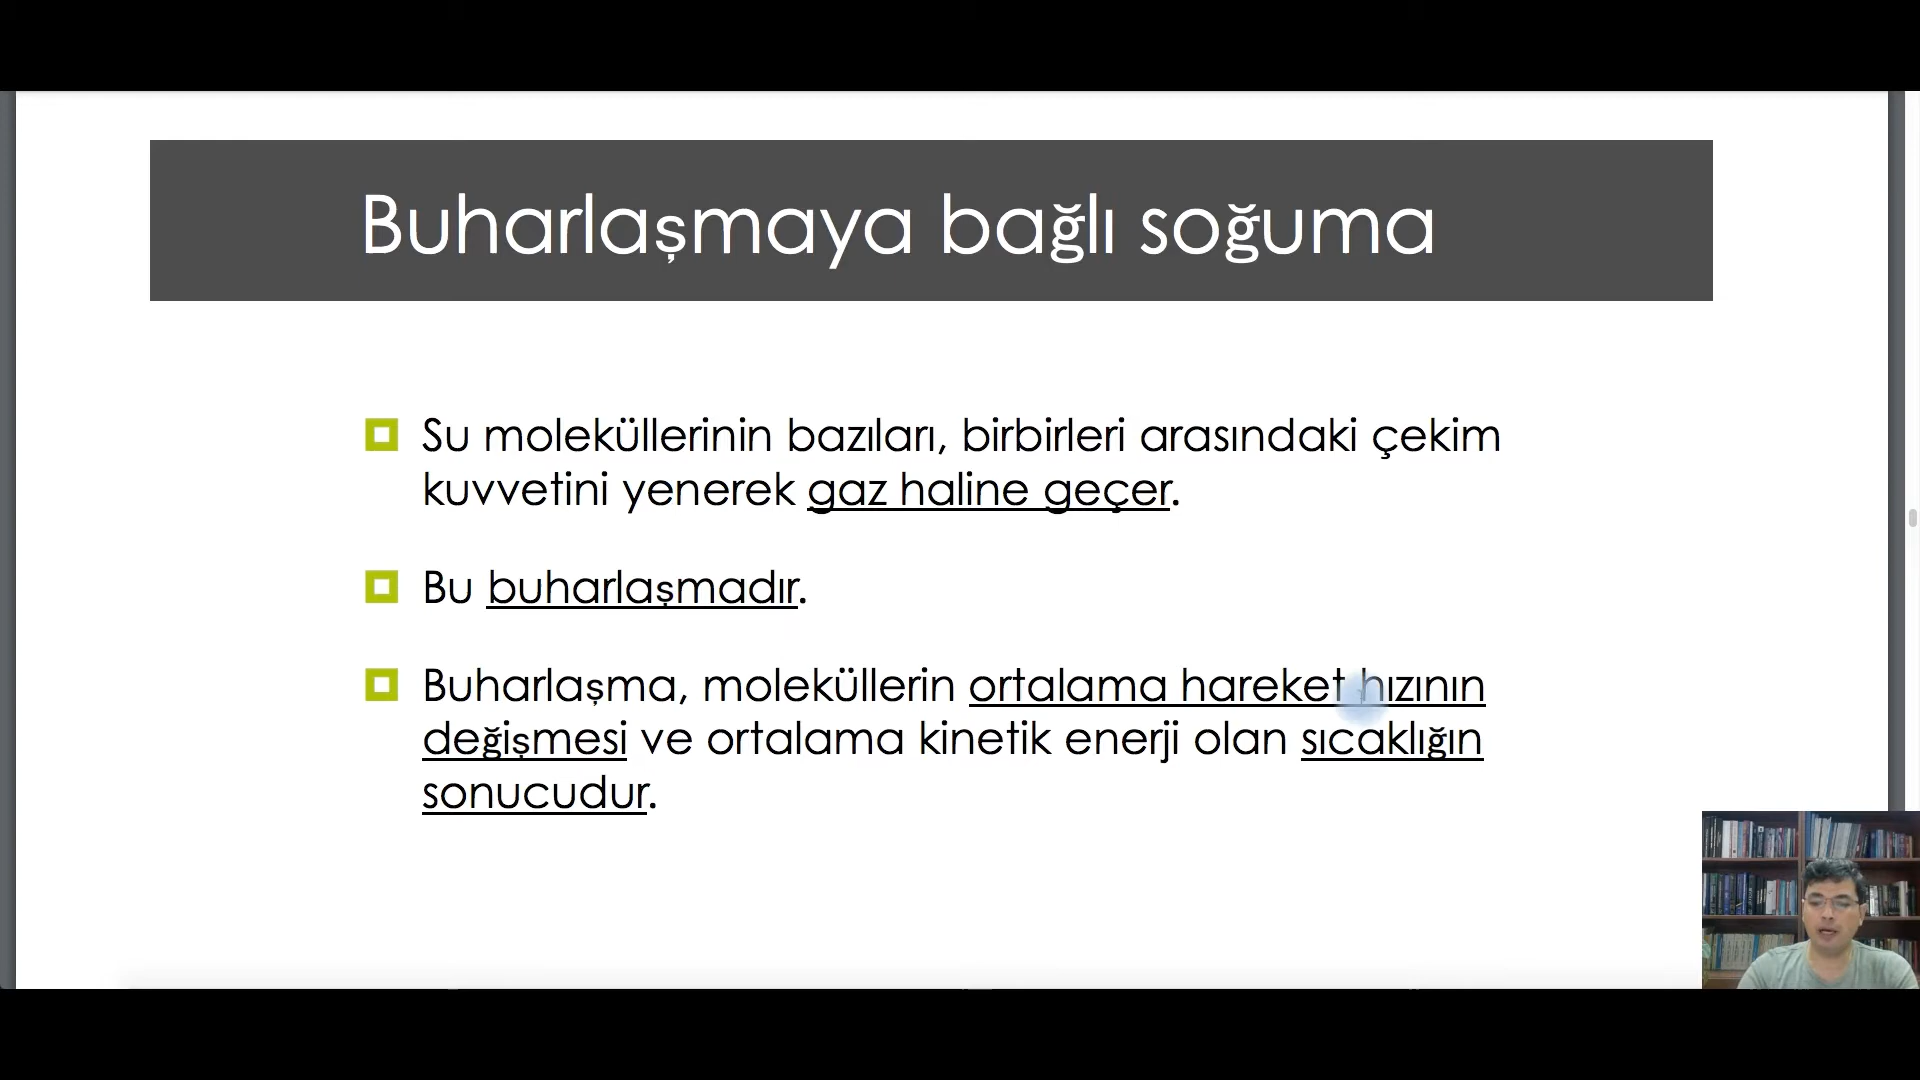 Buharlaşmaya bağlı soğuma
Su moleküllerinin bazıları, birbirleri arasındaki çekim
kuvvetini yenerek gaz haline geçer.
Bu buharlaşmadır.
Buharlaşma, moleküllerin ortalama hareket hızının
değişmesi ve ortalama kinetik enerji olan sıcaklığın
sonucudur.